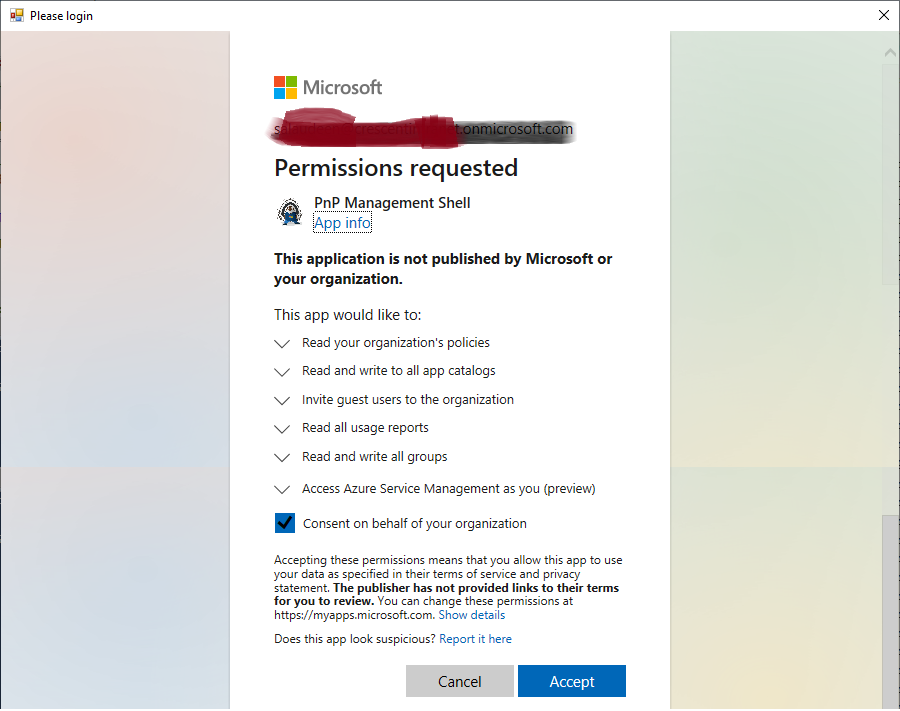 Please login
Microsoft
t.onmicrosoft.com
Permissions requested
PnP Management Shell
App info
This application is not published by Microsoft or
your organization.
This app would like to:
Read your organization's policies
Read and write to all app catalogs
Invite guest users to the organization
Read all usage reports
Read and write all groups
Access Azure Service Management as you (preview)
Consent on behalf of your organization
Accepting these permissions means that you allow this app to use
your data as specified in their terms of service and privacy
statement. The publisher has not provided links to their terms
for you to review. You can change these permissions at
https://myapps.microsoft.com. Show details
Does this app look suspicious? Report it here
Cancel Accept